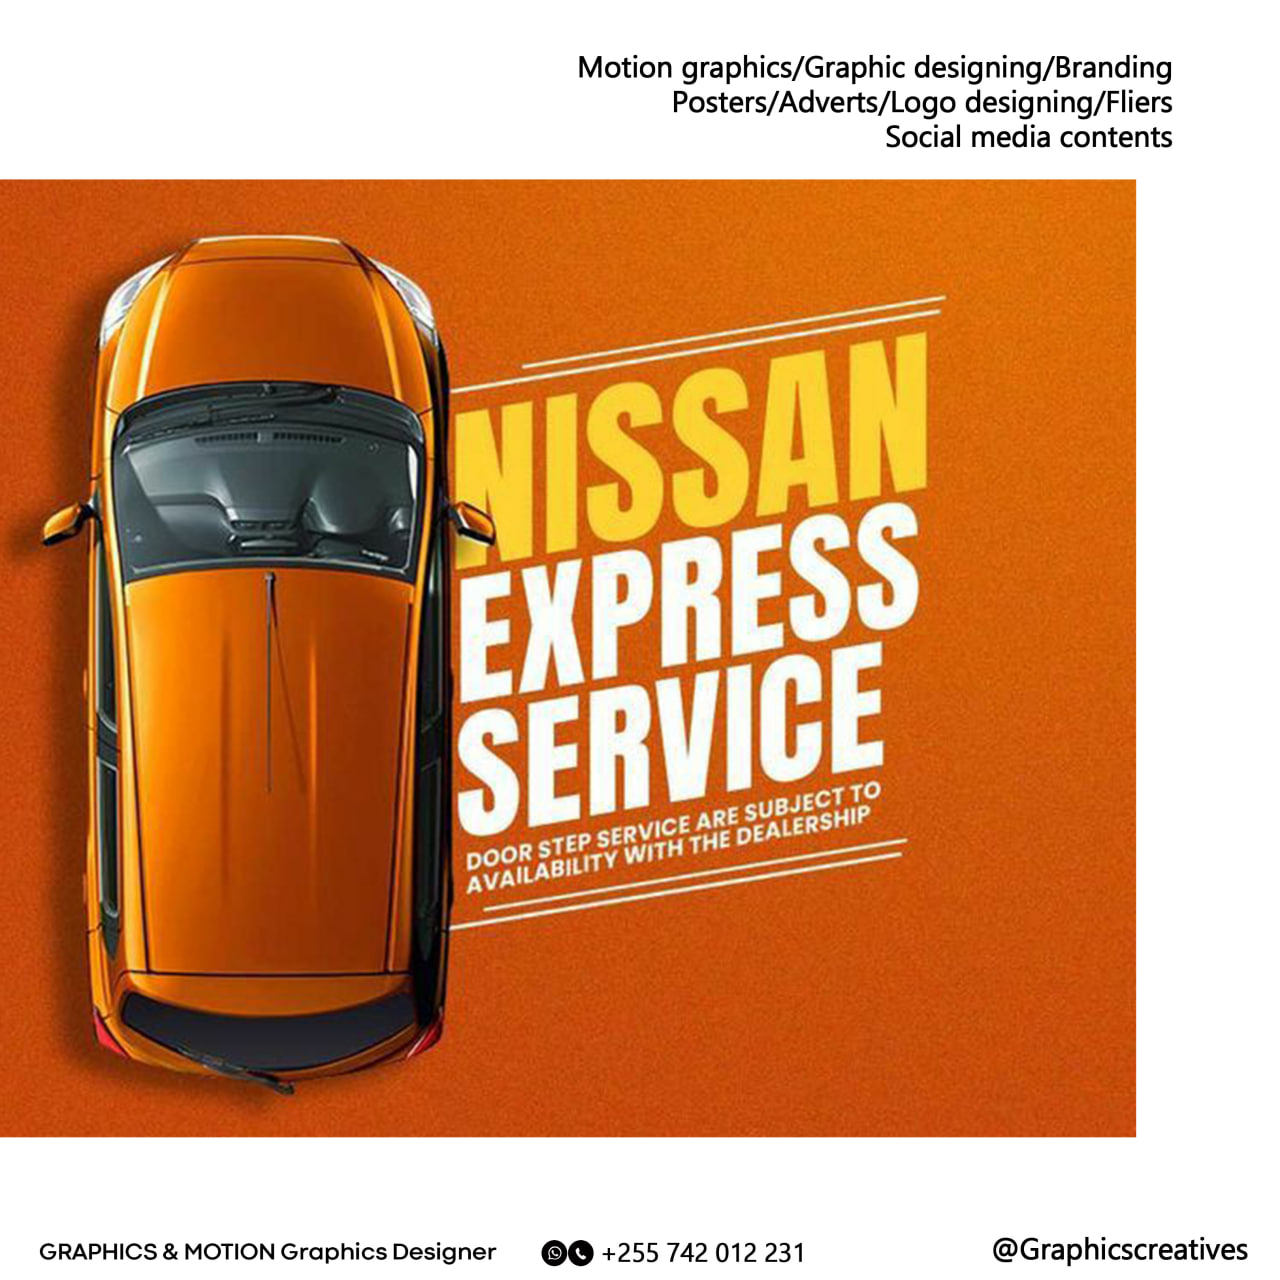 Motion graphics/Graphic designing/Branding
Posters/Adverts/Logo designing/Fliers
Social media contents
NISSAN
EXPRESS
SERVICE
DOOR STEP SERVICE ARE SUBJECT TO
AVAILABILITY WITH THE DEALERSHIP
GRAPHICS & MOTION Graphics Designer
+255 742 012 231
@Graphicscreatives